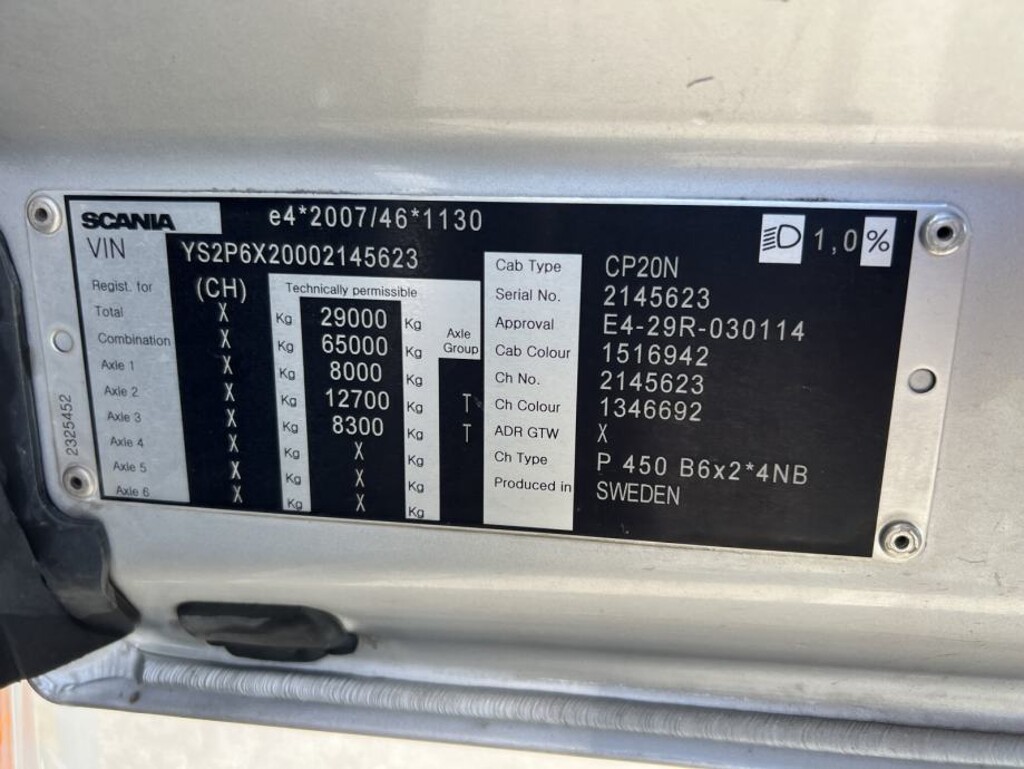 SCANIA e4*2007/46*1130 1,0%
VIN YS2P6X20002145623
Regist. for (CH) Technically permissible
Total X Kg 29000 Kg
Combination X Kg 65000 Kg Axle Group
Axle 1 X Kg 8000 Kg
Axle 2 X Kg 12700 Kg T
Axle 3 X Kg 8300 Kg T
Axle 4 X Kg X Kg
Axle 5 X Kg X Kg
Axle 6 X Kg X Kg
Cab Type CP20N
Serial No. 2145623
Approval E4-29R-030114
Cab Colour 1516942
Ch No. 2145623
Ch Colour 1346692
ADR GTW X
Ch Type P 450 B6x2*4NB
Produced in SWEDEN
2325452